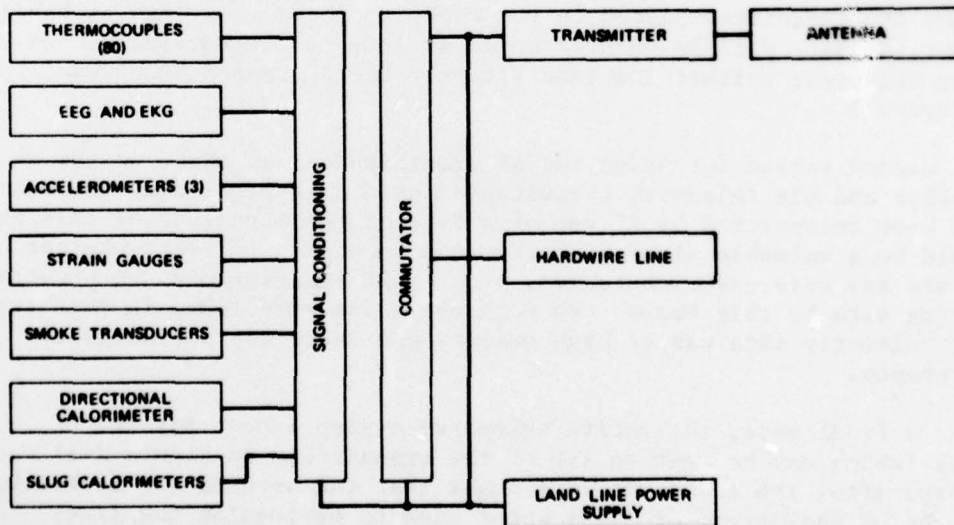 THERMOCOUPLES
(80)
EEG AND EKG
ACCELEROMETERS (3)
STRAIN GAUGES
SMOKE TRANSDUCERS
DIRECTIONAL
CALORIMETER
SLUG CALORIMETERS
SIGNAL CONDITIONING
COMMUTATOR
TRANSMITTER
ANTENNA
HARDWIRE LINE
LAND LINE POWER
SUPPLY